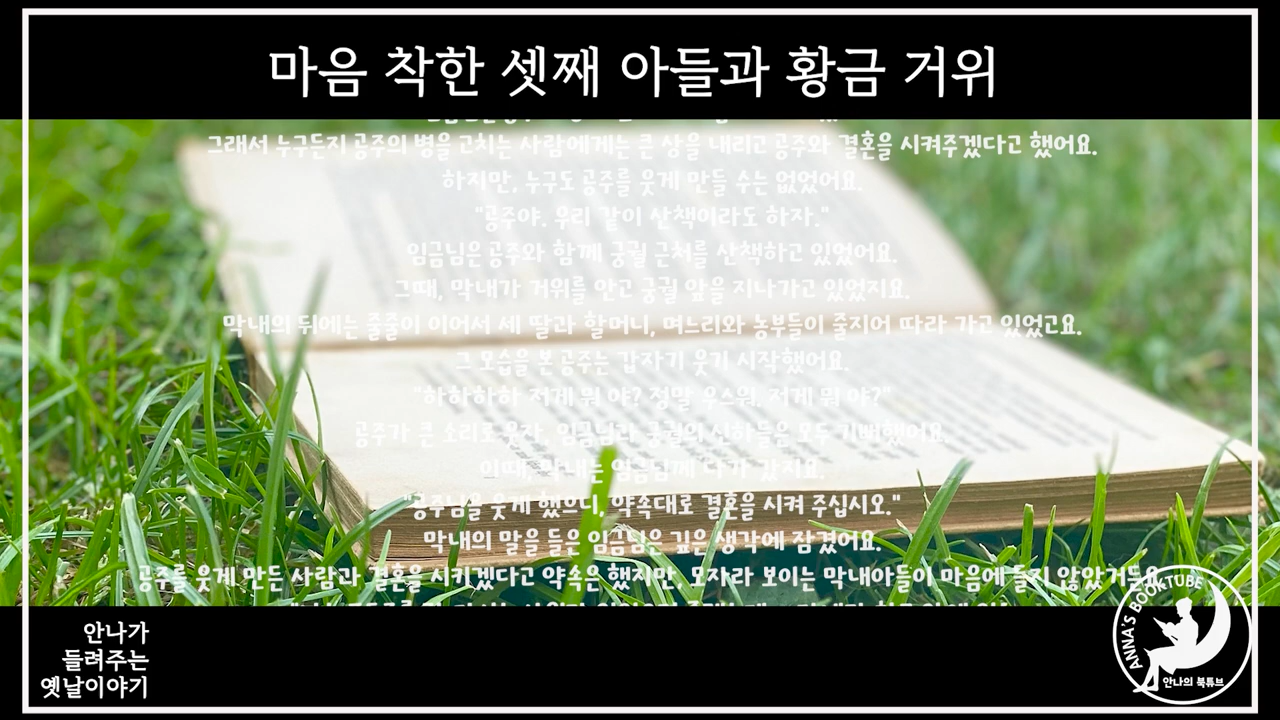 마음 착한 셋째 아들과 황금 거위
그래서 누구든지 공주의 병을 고치는 사람에게는 큰 상을 내리고 공주와 결혼을 시켜주겠다고 했어요.
하지만, 누구도 공주를 웃게 만들 수는 없었어요.
"공주야. 우리 같이 산책이라도 하자."
임금님은 공주와 함께 궁궐 근처를 산책하고 있었어요.
그때, 막내가 거위를 안고 궁궐 앞을 지나가고 있었지요.
막내의 뒤에는 줄줄이 이어서 세 딸과 할머니, 며느리와 농부들이 줄지어 따라 가고 있었고요.
그 모습을 본 공주는 갑자기 웃기 시작했어요.
"하하하하 저게 뭐 야? 정말 우스워. 저게 뭐 야?"
공주가 큰 소리로 웃자, 임금님과 궁궐의 신하들은 모두 기뻐했어요.
이때, 막내는 임금님께 다가 갔지요.
"공주님을 웃게 했으니, 약속대로 결혼을 시켜 주십시오."
막내의 말을 들은 임금님은 깊은 생각에 잠겼어요.
공주를 웃게 만든 사람과 결혼을 시키겠다고 약속은 했지만, 모자라 보이는 막내아들이 마음에 들지 않았거든요.
안나가
들려주는
옛날이야기
ANNA'S BOOKTUBE
안나의 북튜브